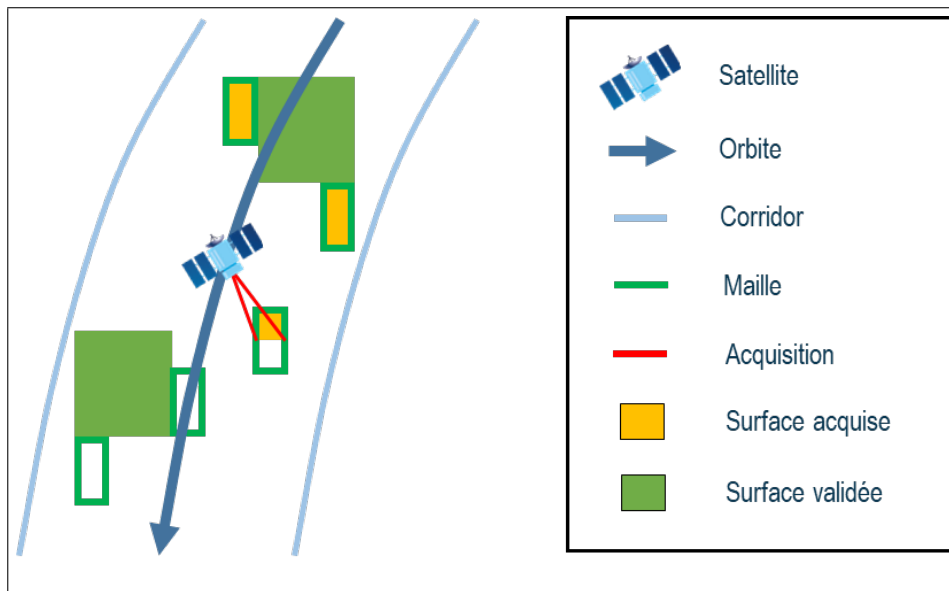 Satellite
Orbite
Corridor
Maille
Acquisition
Surface acquise
Surface validée